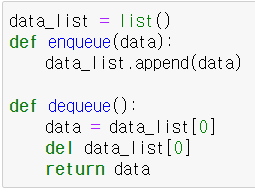 data_list = list()
def enqueue(data):
    data_list.append(data)

def dequeue():
    data = data_list[0]
    del data_list[0]
    return data